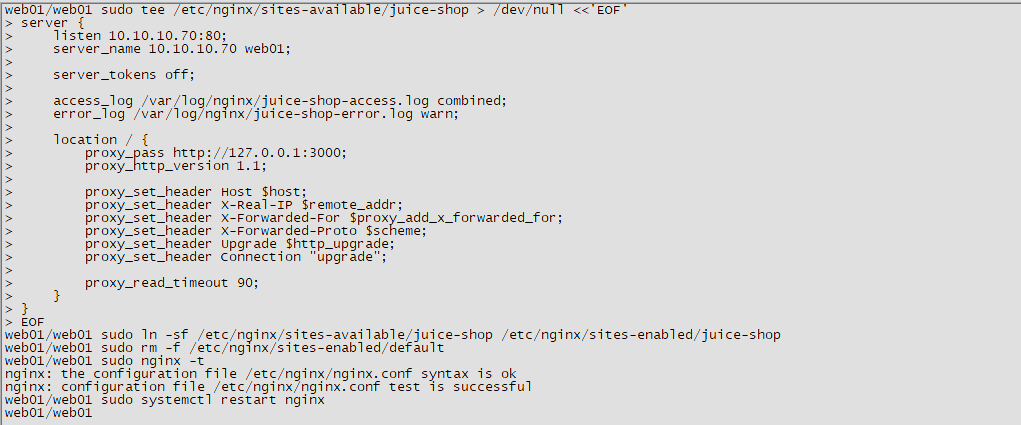 web01/web01 sudo tee /etc/nginx/sites-available/juice-shop > /dev/null <<'EOF'
> server {
>     listen 10.10.10.70:80;
>     server_name 10.10.10.70 web01;
>
>     server_tokens off;
>
>     access_log /var/log/nginx/juice-shop-access.log combined;
>     error_log /var/log/nginx/juice-shop-error.log warn;
>
>     location / {
>         proxy_pass http://127.0.0.1:3000;
>         proxy_http_version 1.1;
>
>         proxy_set_header Host $host;
>         proxy_set_header X-Real-IP $remote_addr;
>         proxy_set_header X-Forwarded-For $proxy_add_x_forwarded_for;
>         proxy_set_header X-Forwarded-Proto $scheme;
>         proxy_set_header Upgrade $http_upgrade;
>         proxy_set_header Connection "upgrade";
>
>         proxy_read_timeout 90;
>     }
> }
> EOF
web01/web01 sudo ln -sf /etc/nginx/sites-available/juice-shop /etc/nginx/sites-enabled/juice-shop
web01/web01 sudo rm -f /etc/nginx/sites-enabled/default
web01/web01 sudo nginx -t
nginx: the configuration file /etc/nginx/nginx.conf syntax is ok
nginx: configuration file /etc/nginx/nginx.conf test is successful
web01/web01 sudo systemctl restart nginx
web01/web01